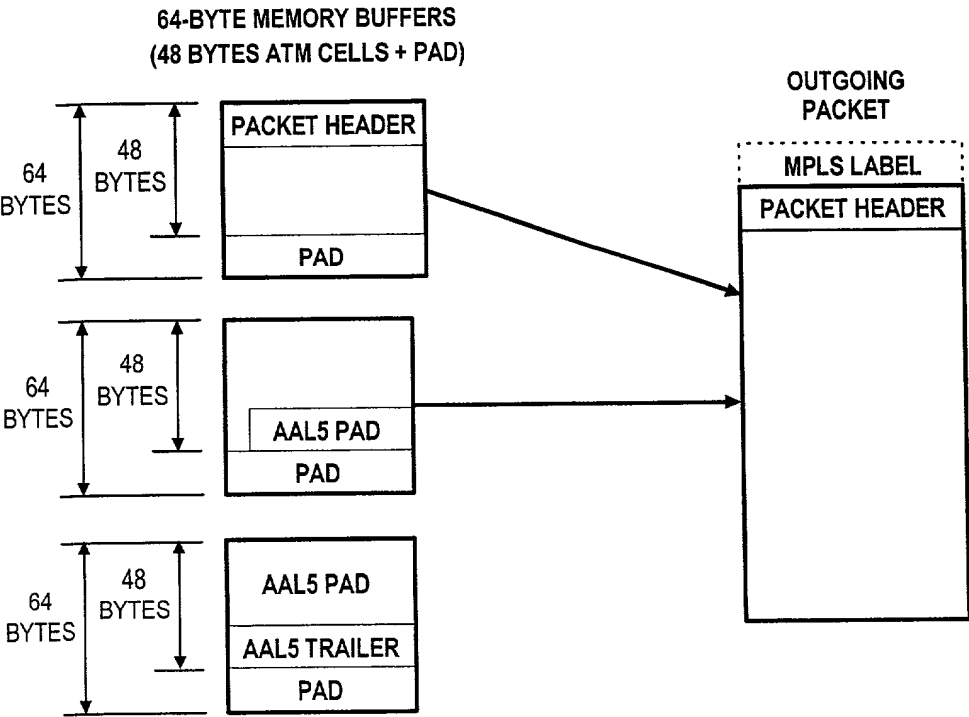 64-BYTE MEMORY BUFFERS
(48 BYTES ATM CELLS + PAD)
OUTGOING
PACKET
MPLS LABEL
PACKET HEADER
64
BYTES
48
BYTES
PACKET HEADER
PAD
64
BYTES
48
BYTES
AAL5 PAD
PAD
64
BYTES
48
BYTES
AAL5 PAD
AAL5 TRAILER
PAD